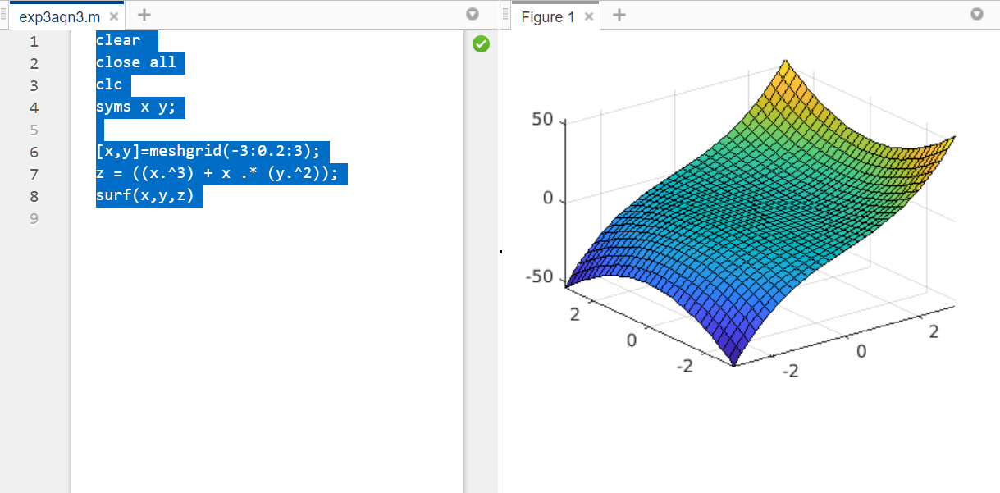 exp3aqn3.m × +
1 clear
2 close all
3 clc
4 syms x y;
5
6 [x,y]=meshgrid(-3:0.2:3);
7 z = ((x.^3) + x .* (y.^2));
8 surf(x,y,z)
9
Figure 1 × +
50
0
-50
2
0
-2
-2
0
2